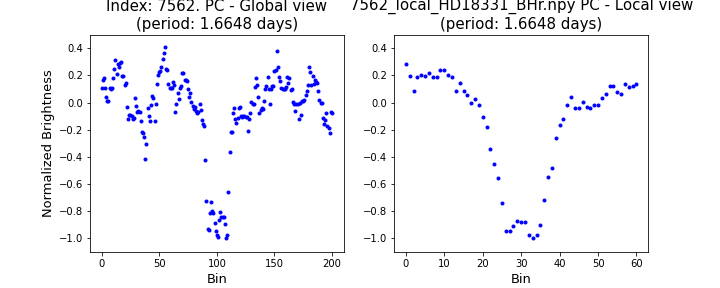 Index: 7562. PC - Global view
(period: 1.6648 days)
7562_local_HD18331_BHr.npy PC - Local view
(period: 1.6648 days)
Normalized Brightness
0.4
0.2
0.0
−0.2
−0.4
−0.6
−0.8
−1.0
0 50 100 150 200
Bin
0.4
0.2
0.0
−0.2
−0.4
−0.6
−0.8
−1.0
0 10 20 30 40 50 60
Bin